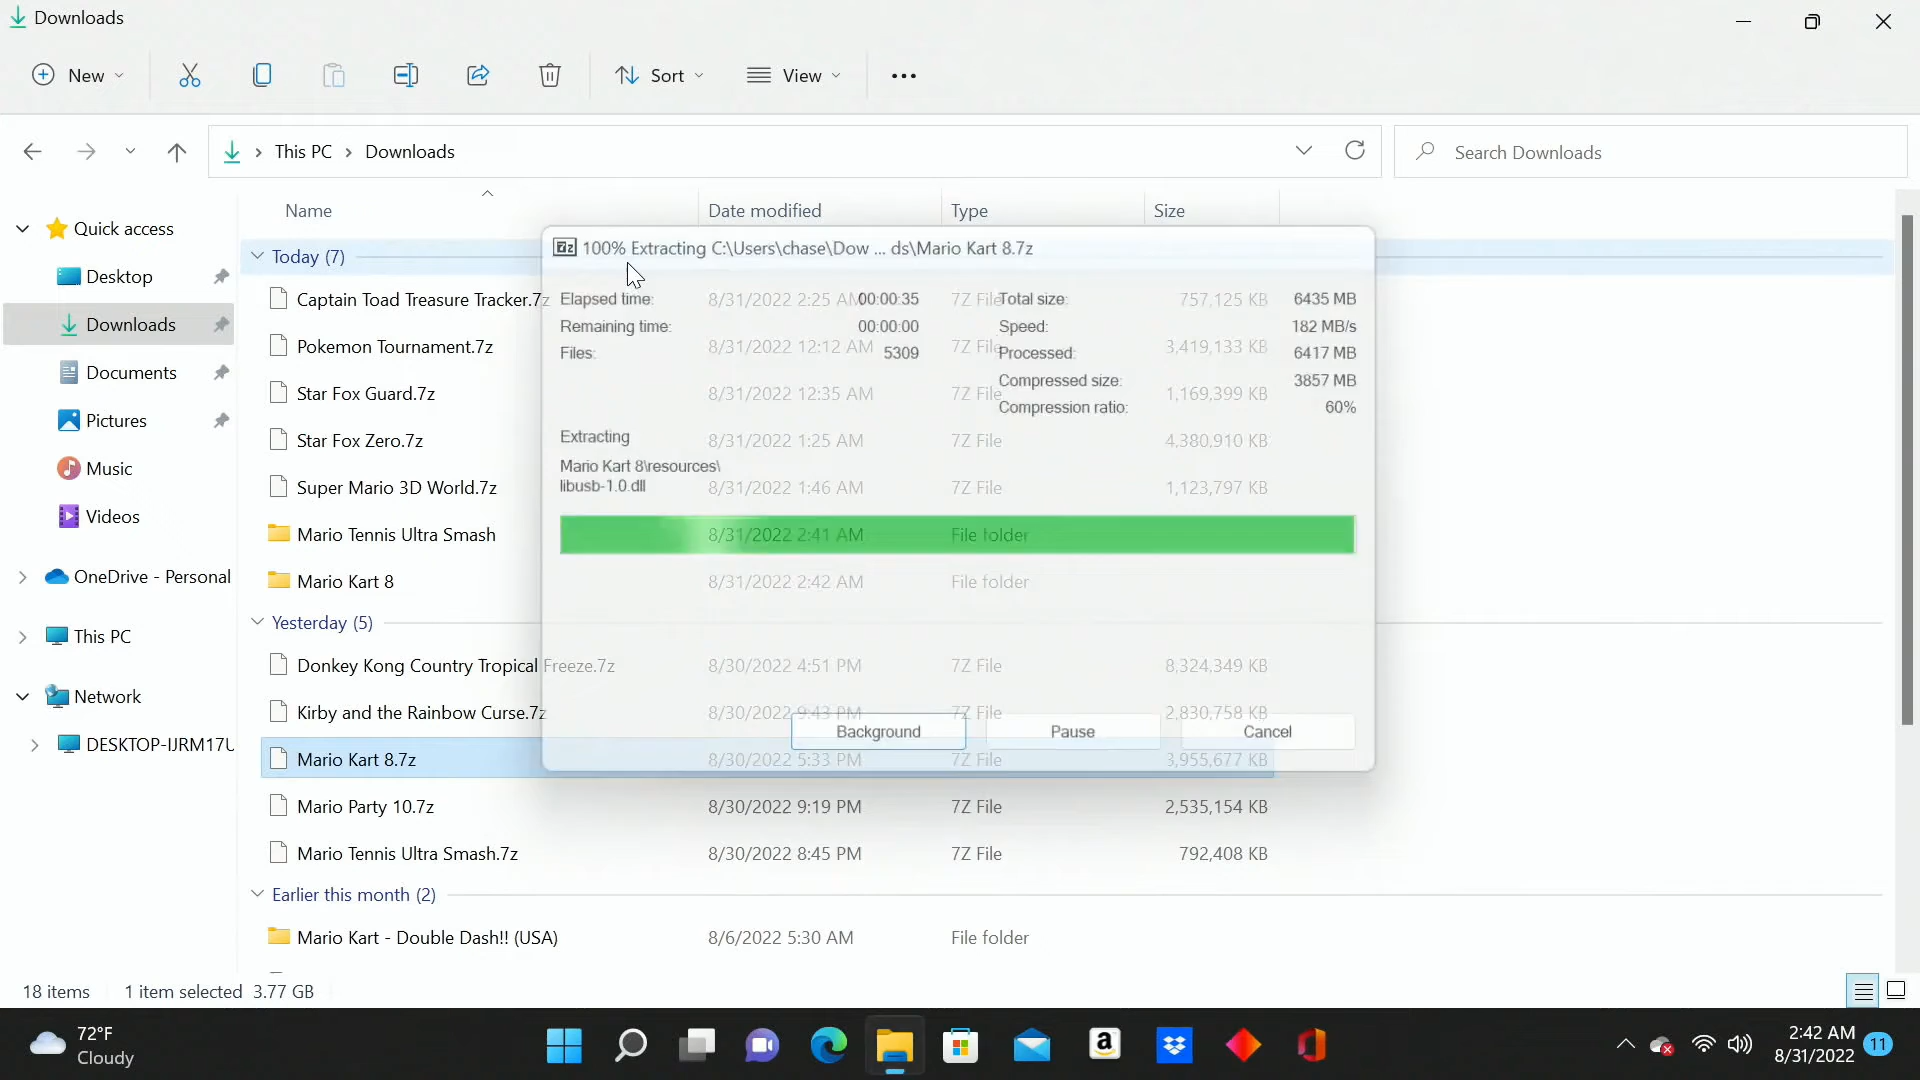 Downloads
New
Sort
View
This PC
Downloads
Search Downloads
Name
Date modified
Type
Size
Quick access
Desktop
Downloads
Documents
Pictures
Music
Videos
OneDrive - Personal
This PC
Network
DESKTOP-IJRM17U
Today (7)
Captain Toad Treasure Tracker.7z 8/31/2022 2:25 AM 7Z File 757,125 KB
Pokemon Tournament.7z 8/31/2022 12:12 AM 7Z File 3,419,133 KB
Star Fox Guard.7z 8/31/2022 12:35 AM 7Z File 1,169,399 KB
Star Fox Zero.7z 8/31/2022 1:25 AM 7Z File 4,380,910 KB
Super Mario 3D World.7z 8/31/2022 1:46 AM 7Z File 1,123,797 KB
Mario Tennis Ultra Smash 8/31/2022 2:41 AM File folder
Mario Kart 8 8/31/2022 2:42 AM File folder
Yesterday (5)
Donkey Kong Country Tropical Freeze.7z 8/30/2022 4:51 PM 7Z File 8,324,349 KB
Kirby and the Rainbow Curse.7z 8/30/2022 9:43 PM 7Z File 2,830,758 KB
Mario Kart 8.7z 8/30/2022 5:33 PM 7Z File 3,955,677 KB
Mario Party 10.7z 8/30/2022 9:19 PM 7Z File 2,535,154 KB
Mario Tennis Ultra Smash.7z 8/30/2022 8:45 PM 7Z File 792,408 KB
Earlier this month (2)
Mario Kart - Double Dash!! (USA) 8/6/2022 5:30 AM File folder
7z 100% Extracting C:\Users\chase\Dow ... ds\Mario Kart 8.7z
Elapsed time: 00:00:35
Remaining time: 00:00:00
Files: 5309
Total size: 6435 MB
Speed: 182 MB/s
Processed: 6417 MB
Compressed size: 3857 MB
Compression ratio: 60%
Extracting
Mario Kart 8\resources\
libusb-1.0.dll
Background
Pause
Cancel
18 items
1 item selected 3.77 GB
72°F
Cloudy
a
2:42 AM
8/31/2022
11